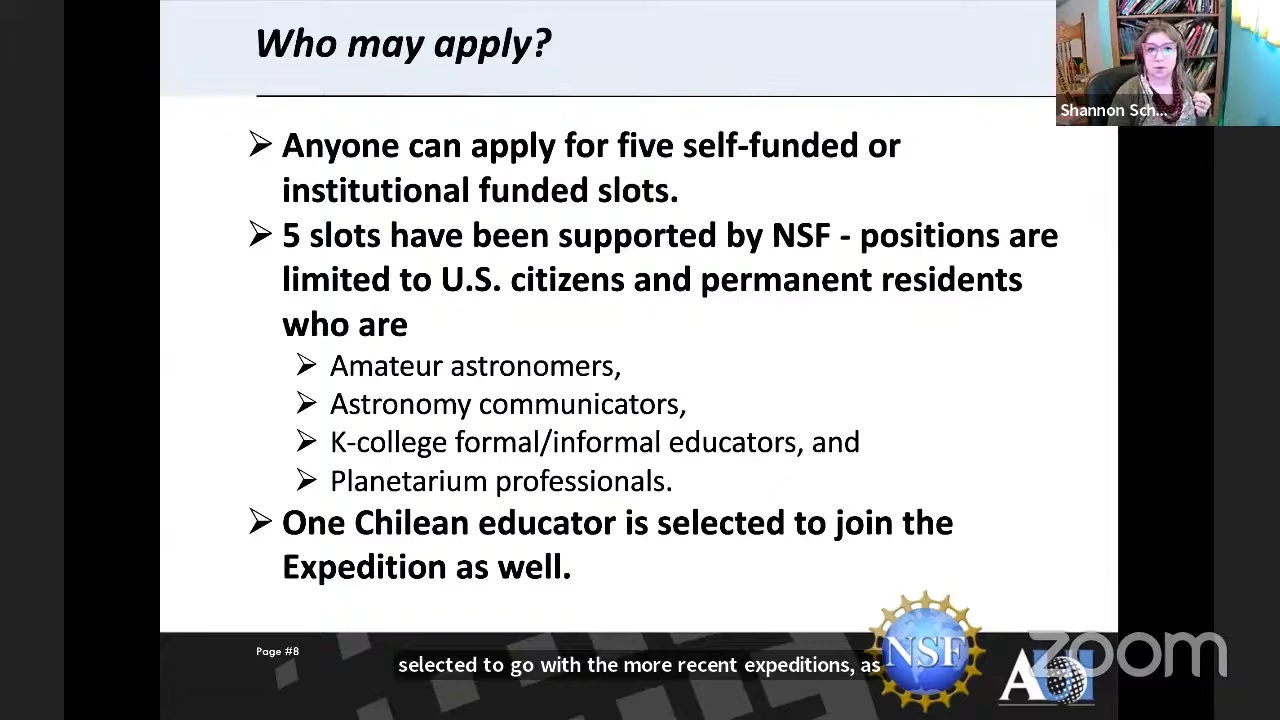 Who may apply?
Shannon Sch...
Anyone can apply for five self-funded or
institutional funded slots.
5 slots have been supported by NSF - positions are
limited to U.S. citizens and permanent residents
who are
Amateur astronomers,
Astronomy communicators,
K-college formal/informal educators, and
Planetarium professionals.
One Chilean educator is selected to join the
Expedition as well.
Page #8
selected to go with the more recent expeditions, as
NSF
zoom